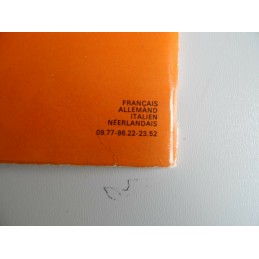 FRANÇAIS
ALLEMAND
ITALIEN
NÉERLANDAIS
09.77-86.22-23.52